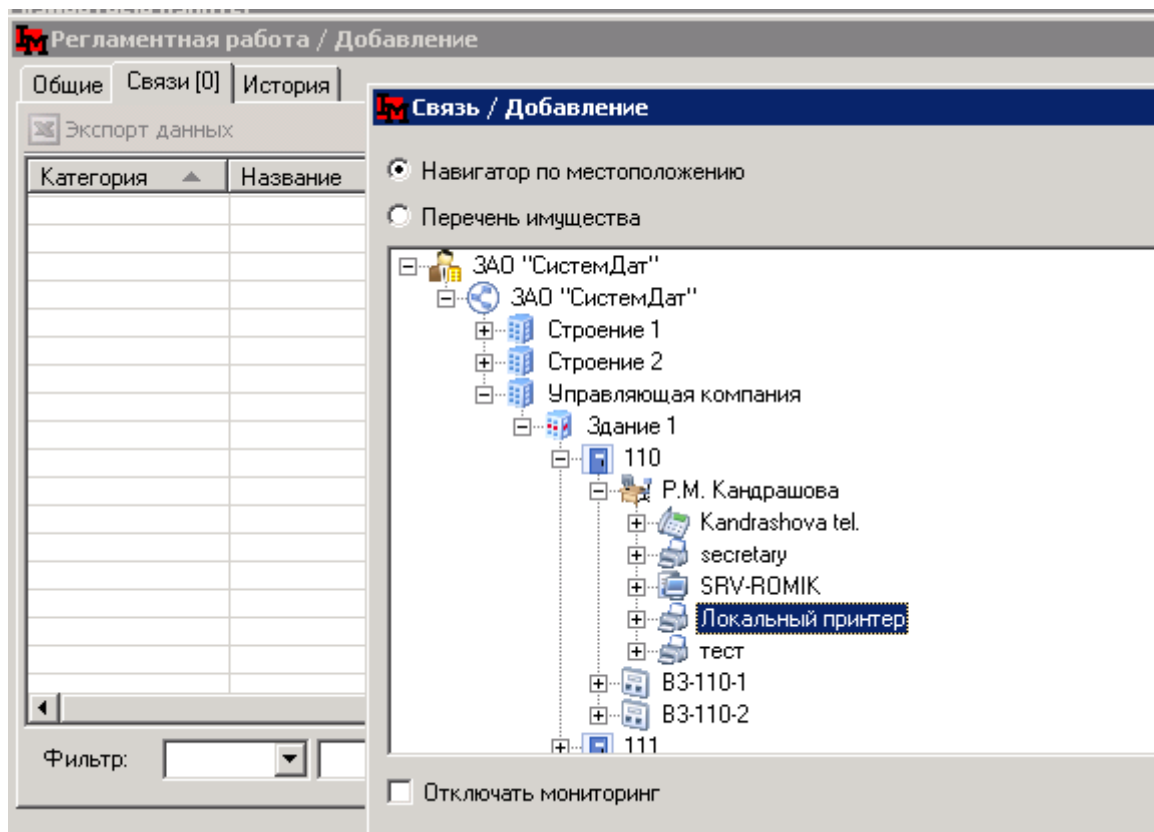 Регламентная работа / Добавление
Общие Связи [0] История
Экспорт данных
Категория Название
Фильтр:
Связь / Добавление
Навигатор по местоположению
Перечень имущества
ЗАО "СистемДат"
ЗАО "СистемДат"
Строение 1
Строение 2
Управляющая компания
Здание 1
110
Р.М. Кандрашова
Kandrashova tel.
secretary
SRV-ROMIK
Локальный принтер
тест
ВЗ-110-1
ВЗ-110-2
111
Отключать мониторинг